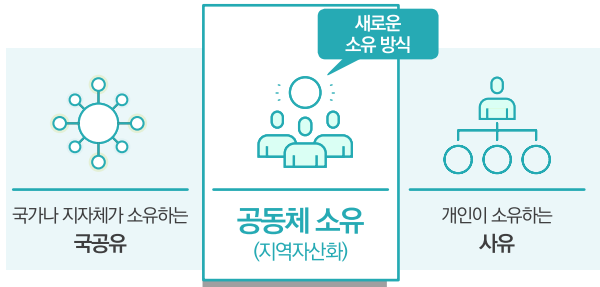 새로운
소유 방식
국가나 지자체가 소유하는
국공유
공동체 소유
(지역자산화)
개인이 소유하는
사유